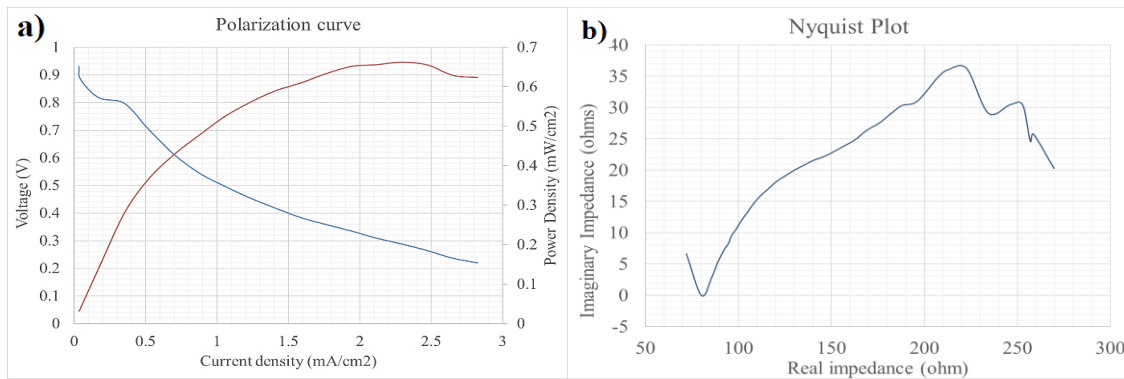 a)
Polarization curve
Voltage (V)
1
0.9
0.8
0.7
0.6
0.5
0.4
0.3
0.2
0.1
0
0.7
0.6
0.5
0.4
0.3
0.2
0.1
0
Power Density (mW/cm2)
0 0.5 1 1.5 2 2.5 3
Current density (mA/cm2)
b)
Nyquist Plot
Imaginary Impedance (ohms)
40
35
30
25
20
15
10
5
0
-5
50 100 150 200 250 300
Real impedance (ohm)